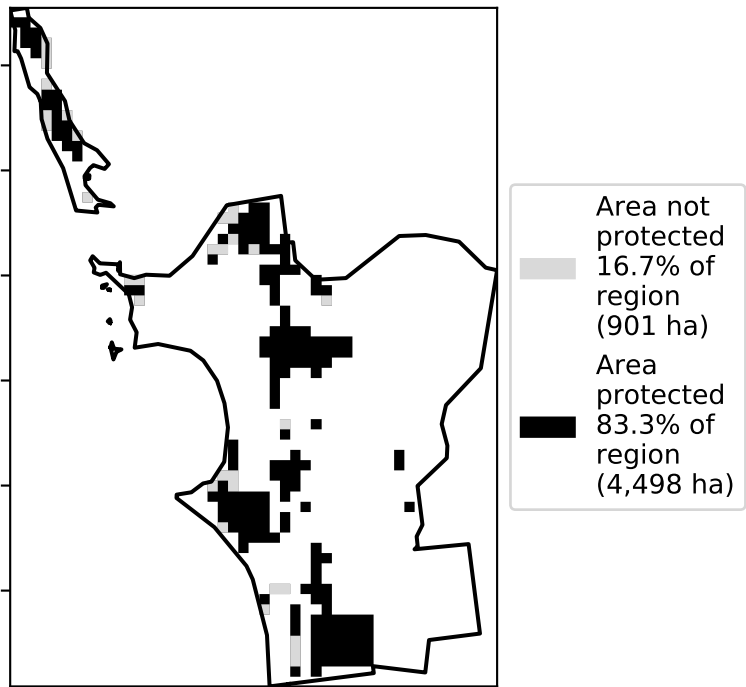 Area not
protected
16.7% of
region
(901 ha)
Area
protected
83.3% of
region
(4,498 ha)